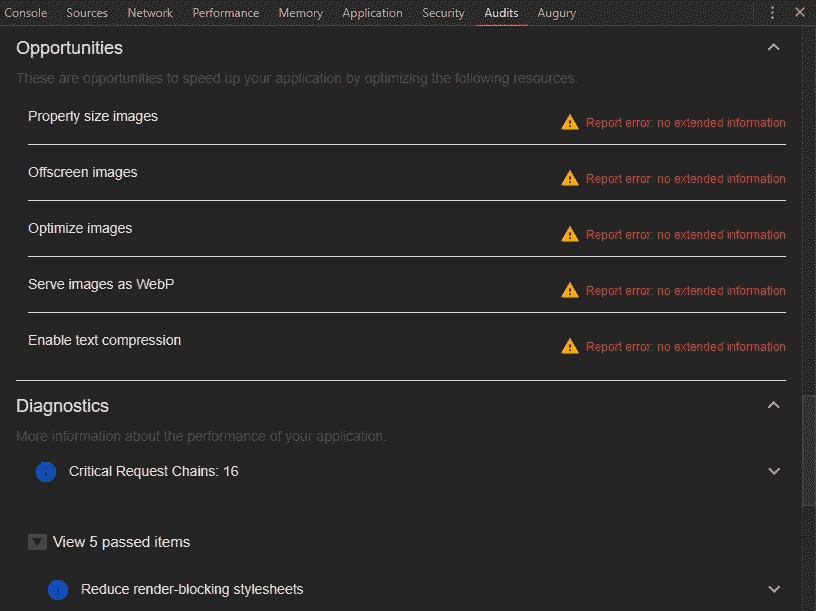 Console Sources Network Performance Memory Application Security Audits Augury
Opportunities
These are opportunities to speed up your application by optimizing the following resources.
Properly size images
Report error: no extended information
Offscreen images
Report error: no extended information
Optimize images
Report error: no extended information
Serve images as WebP
Report error: no extended information
Enable text compression
Report error: no extended information
Diagnostics
More information about the performance of your application.
Critical Request Chains: 16
View 5 passed items
Reduce render-blocking stylesheets